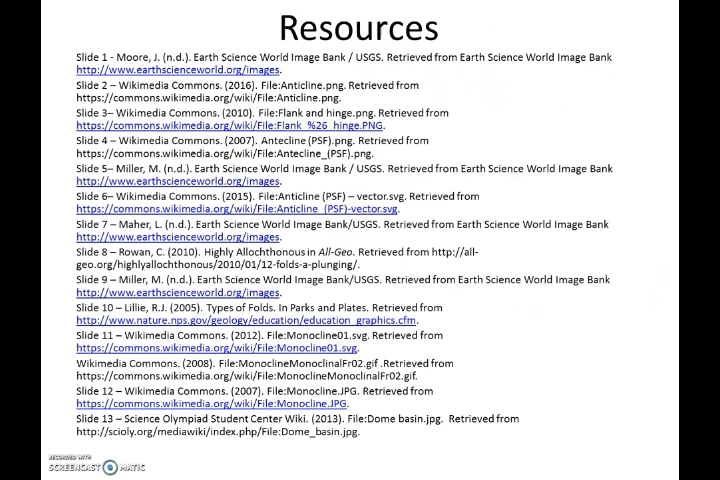 Resources
Slide 1 - Moore, J. (n.d.). Earth Science World Image Bank / USGS. Retrieved from Earth Science World Image Bank
http://www.earthscienceworld.org/images.
Slide 2 – Wikimedia Commons. (2016). File:Anticline.png. Retrieved from
https://commons.wikimedia.org/wiki/File:Anticline.png.
Slide 3– Wikimedia Commons. (2010). File:Flank and hinge.png. Retrieved from
https://commons.wikimedia.org/wiki/File:Flank_%26_hinge.PNG.
Slide 4 – Wikimedia Commons. (2007). Antecline (PSF).png. Retrieved from
https://commons.wikimedia.org/wiki/File:Antecline_(PSF).png.
Slide 5– Miller, M. (n.d.). Earth Science World Image Bank / USGS. Retrieved from Earth Science World Image Bank
http://www.earthscienceworld.org/images.
Slide 6– Wikimedia Commons. (2015). File:Anticline (PSF) – vector.svg. Retrieved from
https://commons.wikimedia.org/wiki/File:Anticline_(PSF)-vector.svg.
Slide 7 – Maher, L. (n.d.). Earth Science World Image Bank/USGS. Retrieved from Earth Science World Image Bank
http://www.earthscienceworld.org/images.
Slide 8 – Rowan, C. (2010). Highly Allochthonous in All-Geo. Retrieved from http://all-
geo.org/highlyallochthonous/2010/01/12-folds-a-plunging/.
Slide 9 – Miller, M. (n.d.). Earth Science World Image Bank/USGS. Retrieved from Earth Science World Image Bank
http://www.earthscienceworld.org/images.
Slide 10 – Lillie, R.J. (2005). Types of Folds. In Parks and Plates. Retrieved from
http://www.nature.nps.gov/geology/education/education_graphics.cfm.
Slide 11 – Wikimedia Commons. (2012). File:Monocline01.svg. Retrieved from
https://commons.wikimedia.org/wiki/File:Monocline01.svg.
Wikimedia Commons. (2008). File:MonoclineMonoclinalFr02.gif .Retrieved from
https://commons.wikimedia.org/wiki/File:MonoclineMonoclinalFr02.gif.
Slide 12 – Wikimedia Commons. (2007). File:Monocline.JPG. Retrieved from
https://commons.wikimedia.org/wiki/File:Monocline.JPG.
Slide 13 – Science Olympiad Student Center Wiki. (2013). File:Dome basin.jpg. Retrieved from
http://scioly.org/mediawiki/index.php/File:Dome_basin.jpg.
RECORDED WITH
SCREENCAST MATIC